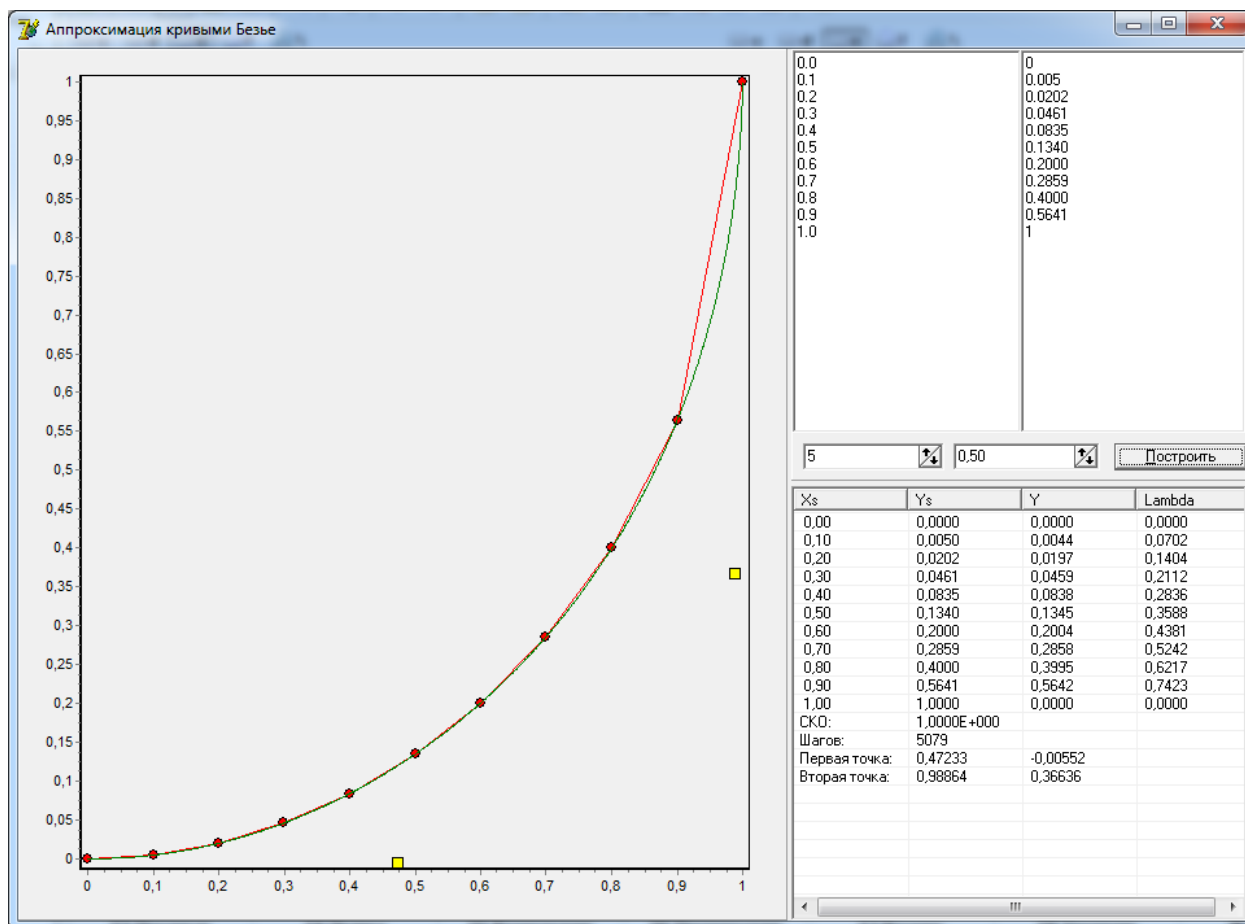 Аппроксимация кривыми Безье
1
0,95
0,9
0,85
0,8
0,75
0,7
0,65
0,6
0,55
0,5
0,45
0,4
0,35
0,3
0,25
0,2
0,15
0,1
0,05
0
0 0,1 0,2 0,3 0,4 0,5 0,6 0,7 0,8 0,9 1
0.0 0
0.1 0.005
0.2 0.0202
0.3 0.0461
0.4 0.0835
0.5 0.1340
0.6 0.2000
0.7 0.2859
0.8 0.4000
0.9 0.5641
1.0 1
5 0,50 Построить
Xs Ys Y Lambda
0,00 0,0000 0,0000 0,0000
0,10 0,0050 0,0044 0,0702
0,20 0,0202 0,0197 0,1404
0,30 0,0461 0,0459 0,2112
0,40 0,0835 0,0838 0,2836
0,50 0,1340 0,1345 0,3588
0,60 0,2000 0,2004 0,4381
0,70 0,2859 0,2858 0,5242
0,80 0,4000 0,3995 0,6217
0,90 0,5641 0,5642 0,7423
1,00 1,0000 0,0000 0,0000
СКО: 1,0000E+000
Шагов: 5079
Первая точка: 0,47233 -0,00552
Вторая точка: 0,98864 0,36636